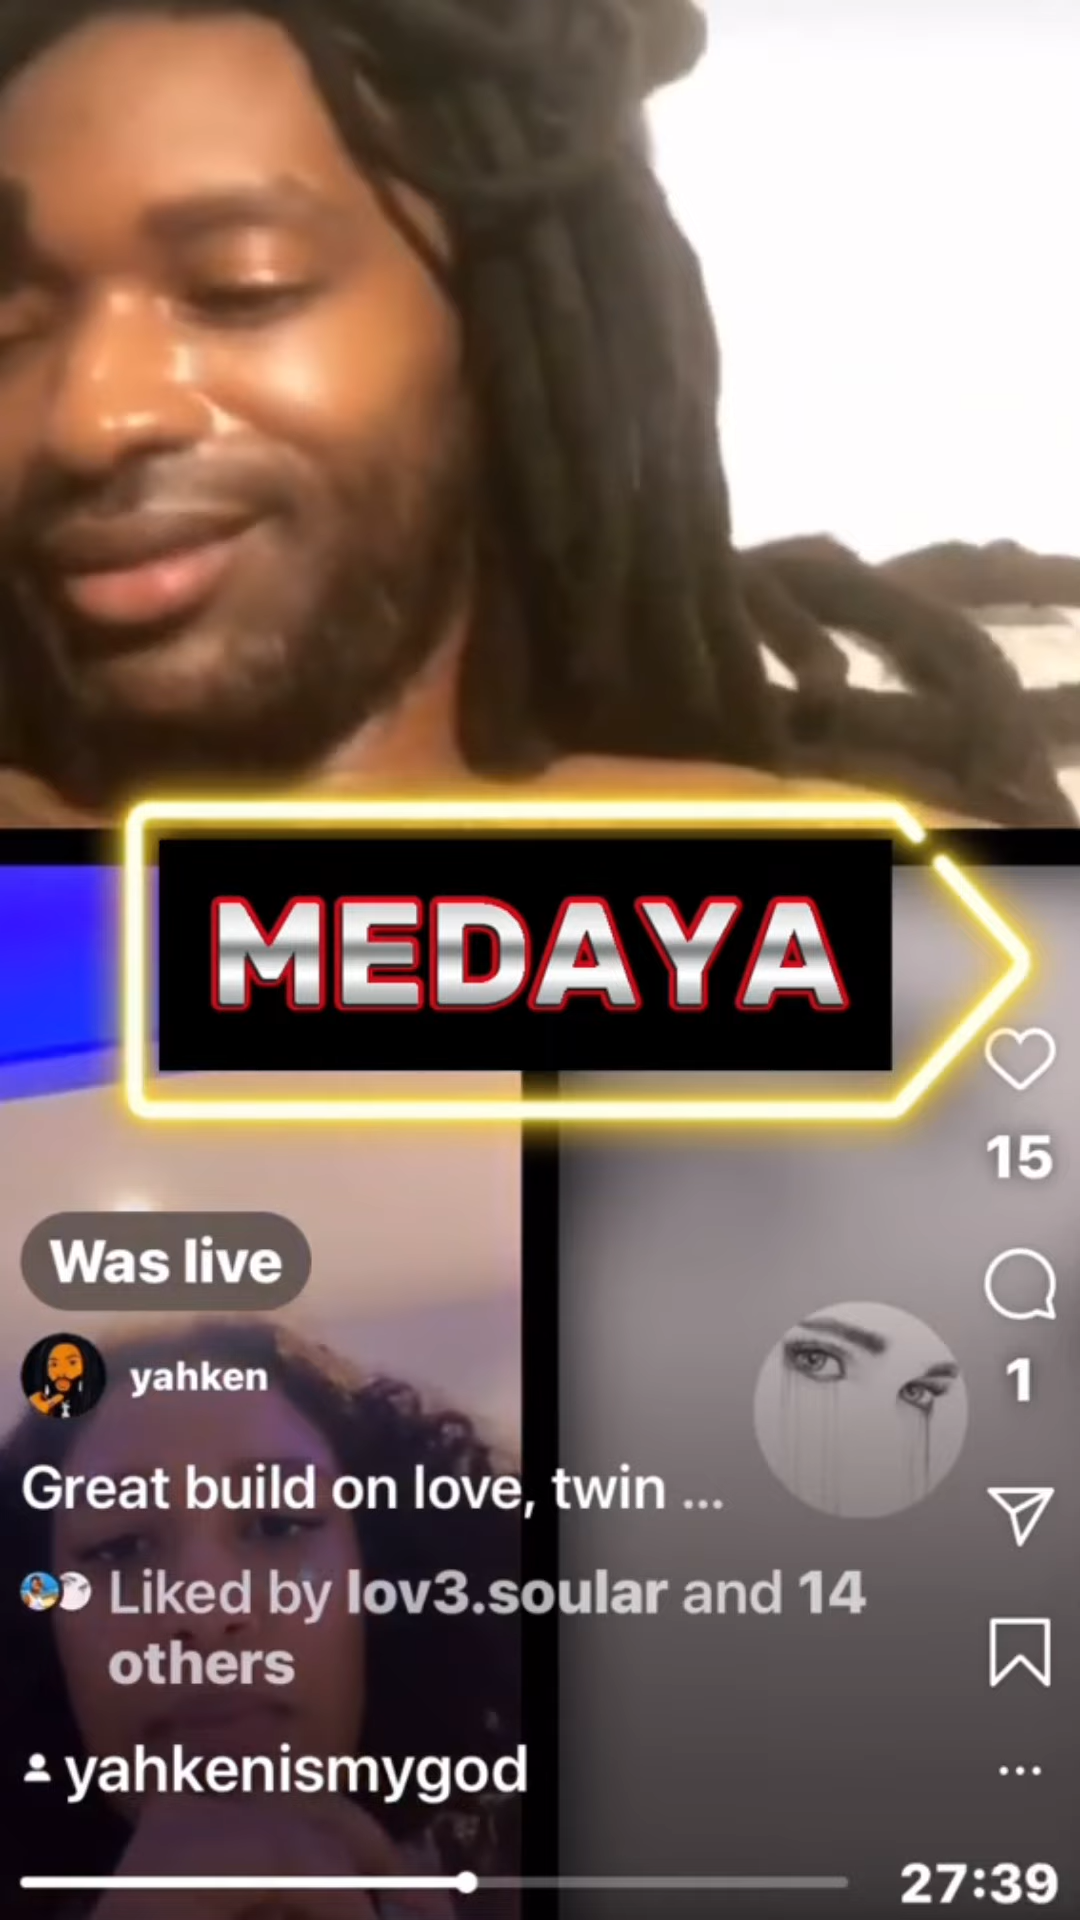 MEDAYA
15
Was live
1
yahken
Great build on love, twin ...
Liked by lov3.soular and 14
others
yahkenismygod
27:39